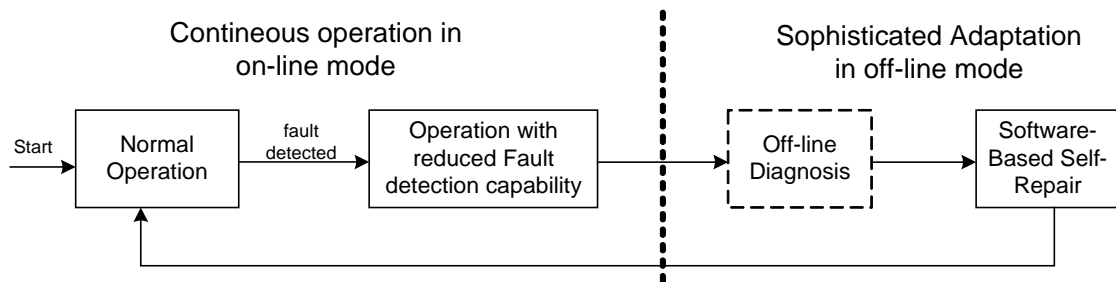 Contineous operation in
on-line mode
Sophisticated Adaptation
in off-line mode
Start
Normal
Operation
fault
detected
Operation with
reduced Fault
detection capability
Off-line
Diagnosis
Software-
Based Self-
Repair